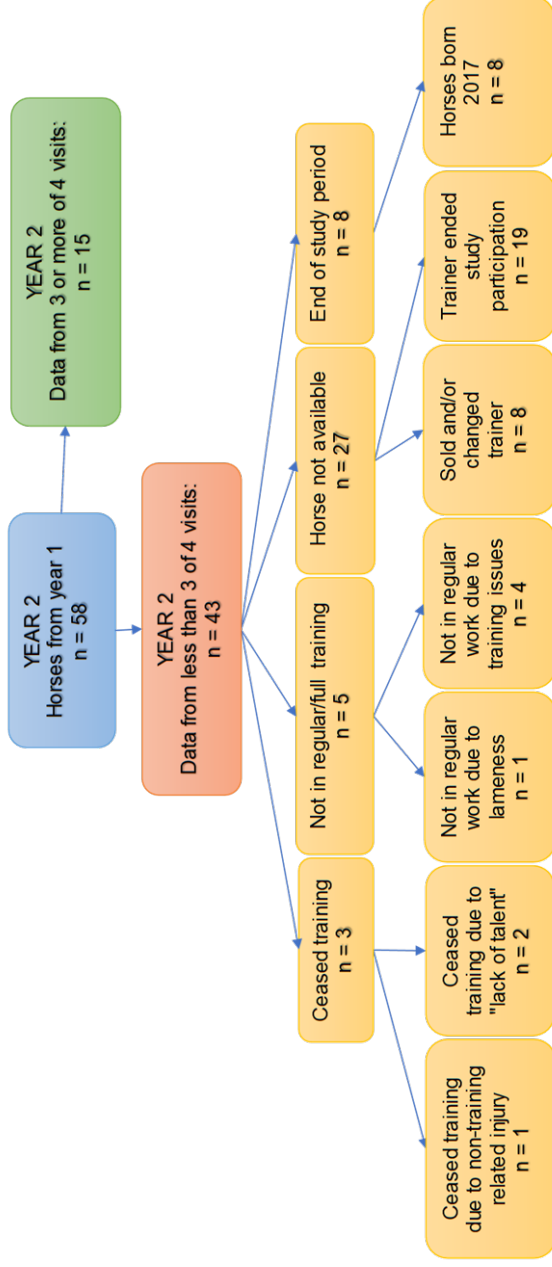 YEAR 2
Horses from year 1
n = 58
YEAR 2
Data from 3 or more of 4 visits:
n = 15
YEAR 2
Data from less than 3 of 4 visits:
n = 43
Ceased training
n = 3
Not in regular/full training
n = 5
Horse not available
n = 27
End of study period
n = 8
Ceased training
due to non-training
related injury
n = 1
Ceased
training due to
"lack of talent"
n = 2
Not in regular
work due to
lameness
n = 1
Not in regular
work due to
training issues
n = 4
Sold and/or
changed
trainer
n = 8
Trainer ended
study
participation
n = 19
Horses born
2017
n = 8